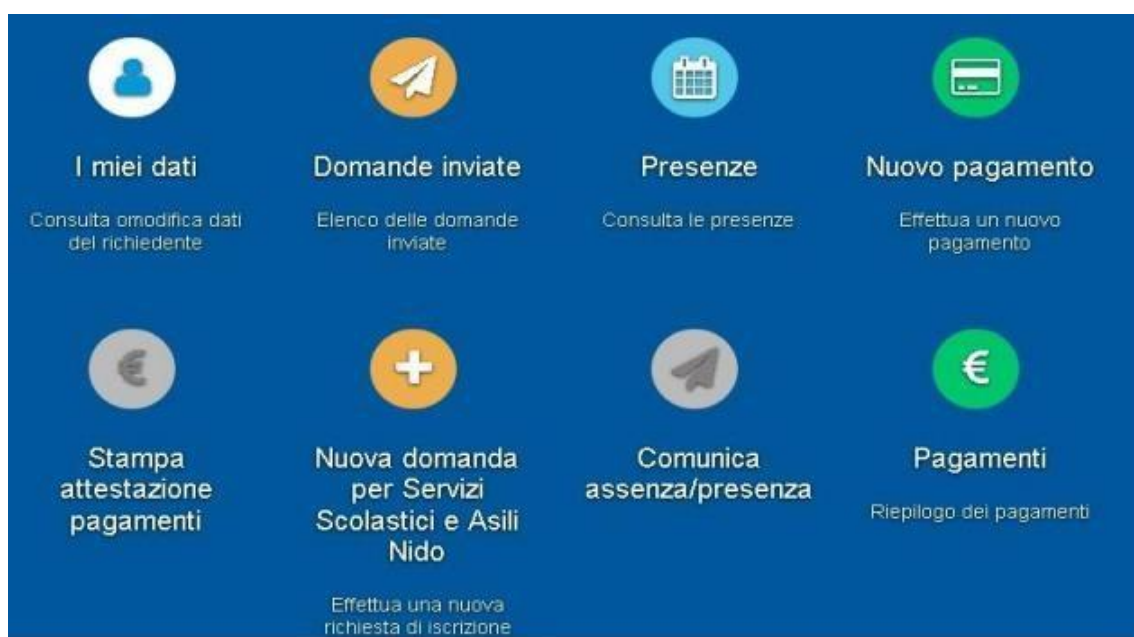 I miei dati
Consulta omodifica dati
del richiedente
Domande inviate
Elenco delle domande
inviate
Presenze
Consulta le presenze
Nuovo pagamento
Effettua un nuovo
pagamento
€
Stampa
attestazione
pagamenti
Nuova domanda
per Servizi
Scolastici e Asili
Nido
Effettua una nuova
richiesta di iscrizione
Comunica
assenza/presenza
€
Pagamenti
Riepilogo dei pagamenti